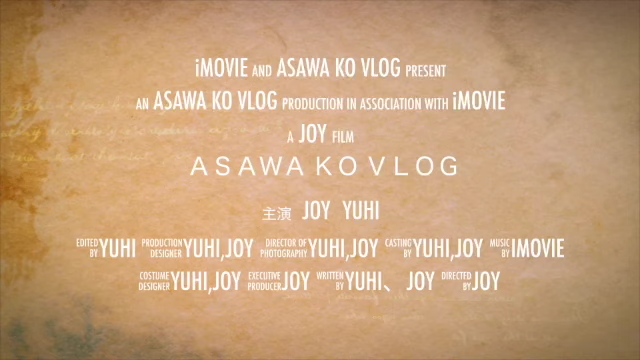 iMOVIE AND ASAWA KO VLOG PRESENT
AN ASAWA KO VLOG PRODUCTION IN ASSOCIATION WITH iMOVIE
A JOY FILM
ASAWA KO VLOG
主演 JOY YUHI
EDITED BY YUHI PRODUCTION DESIGNER YUHI,JOY DIRECTOR OF PHOTOGRAPHY YUHI,JOY CASTING BY YUHI,JOY MUSIC BY IMOVIE
COSTUME DESIGNER YUHI,JOY EXECUTIVE PRODUCER JOY WRITTEN BY YUHI、 JOY DIRECTED BY JOY